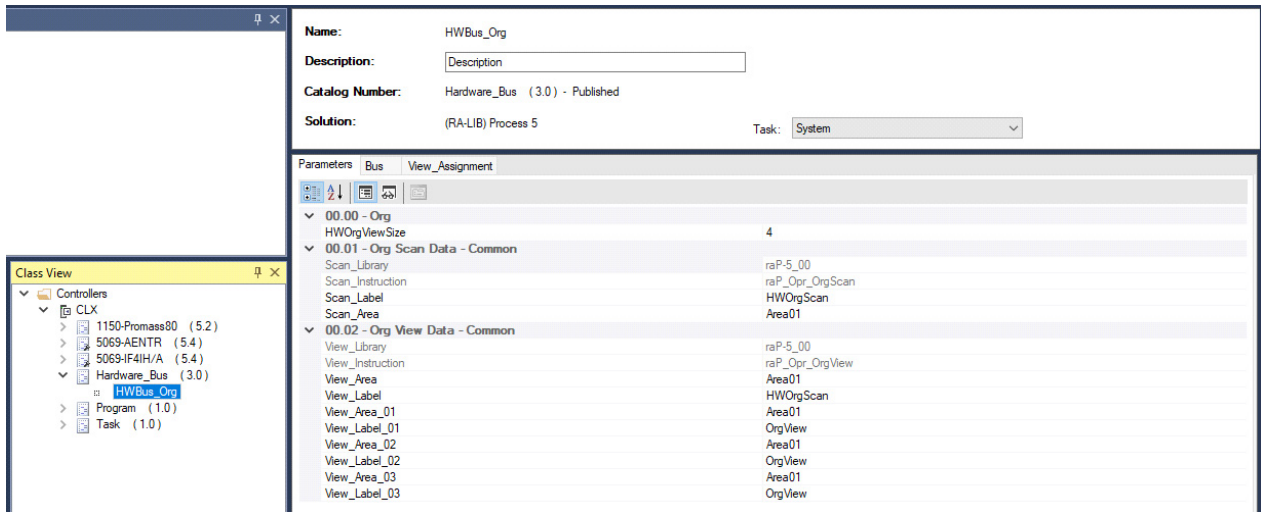 Name: HWBus_Org
Description: Description
Catalog Number: Hardware_Bus (3.0) - Published
Solution: (RA-LIB) Process 5 Task: System
Parameters Bus View_Assignment
00.00 - Org
HWOrgViewSize 4
00.01 - Org Scan Data - Common
Scan_Library raP-5_00
Scan_Instruction raP_Opr_OrgScan
Scan_Label HWOrgScan
Scan_Area Area01
00.02 - Org View Data - Common
View_Library raP-5_00
View_Instruction raP_Opr_OrgView
View_Area Area01
View_Label HWOrgScan
View_Area_01 Area01
View_Label_01 OrgView
View_Area_02 Area01
View_Label_02 OrgView
View_Area_03 Area01
View_Label_03 OrgView
Class View
Controllers
CLX
1150-Promass80 (5.2)
5069-AENTR (5.4)
5069-IF4IH/A (5.4)
Hardware_Bus (3.0)
HWBus_Org
Program (1.0)
Task (1.0)